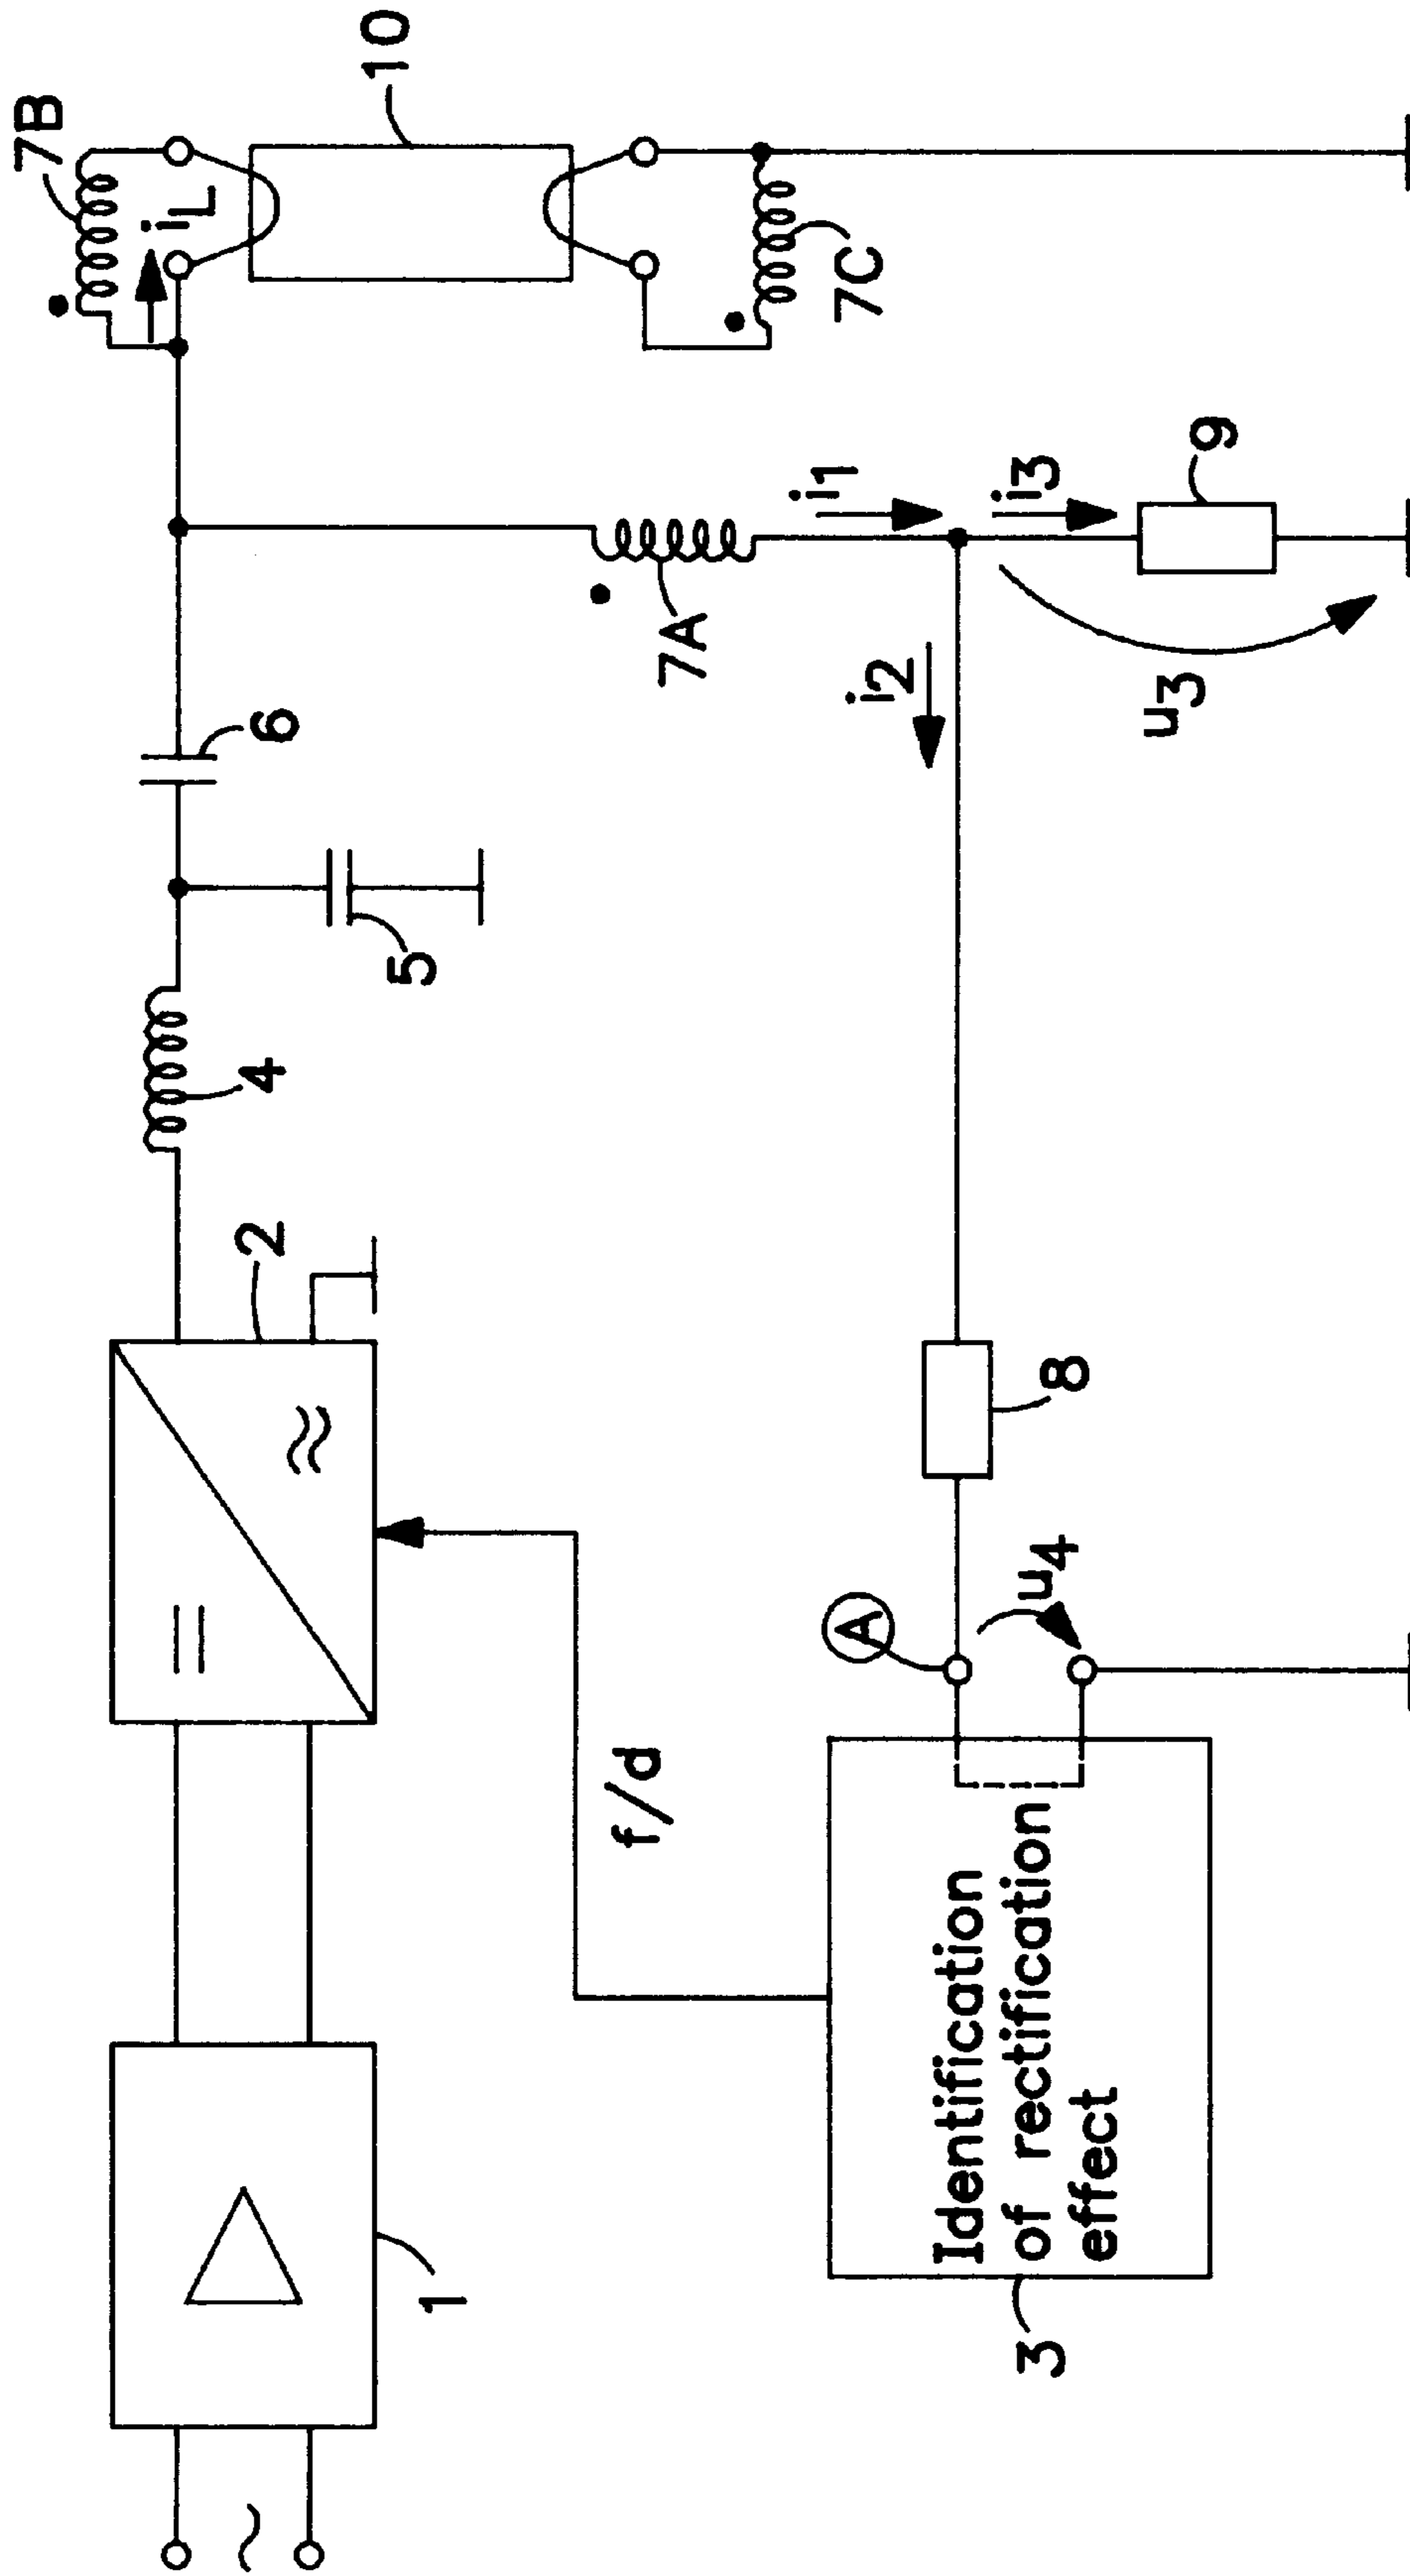 7B
iL
10
7C
6
5
4
2
1
~
=
≈
7A
i1
i2
i3
9
u3
8
A
u4
f/d
Identification
of rectification
effect
3